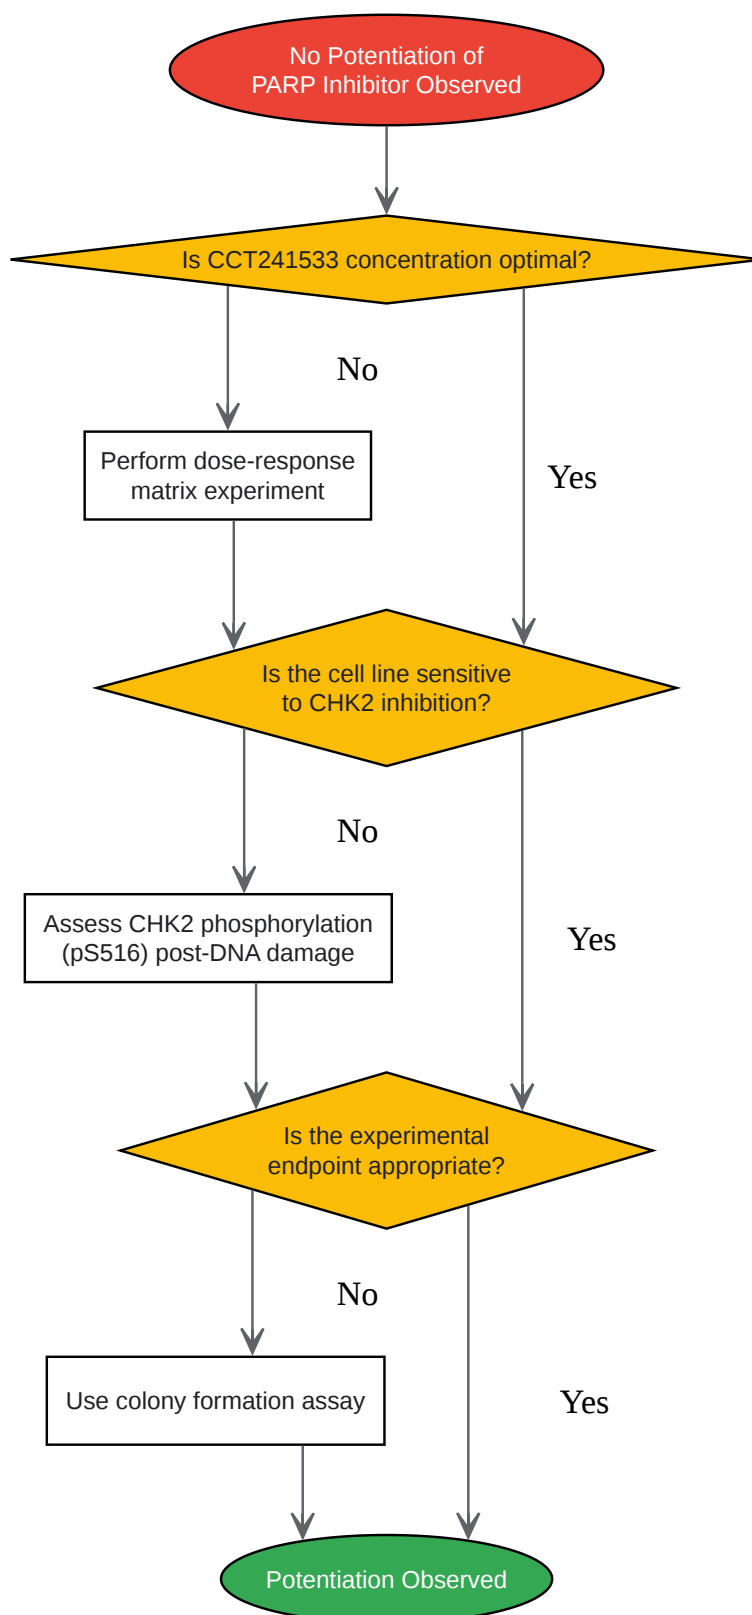 No Potentiation of
PARP Inhibitor Observed
Is CCT241533 concentration optimal?
No
Perform dose-response
matrix experiment
Yes
Is the cell line sensitive
to CHK2 inhibition?
No
Assess CHK2 phosphorylation
(pS516) post-DNA damage
Yes
Is the experimental
endpoint appropriate?
No
Use colony formation assay
Yes
Potentiation Observed